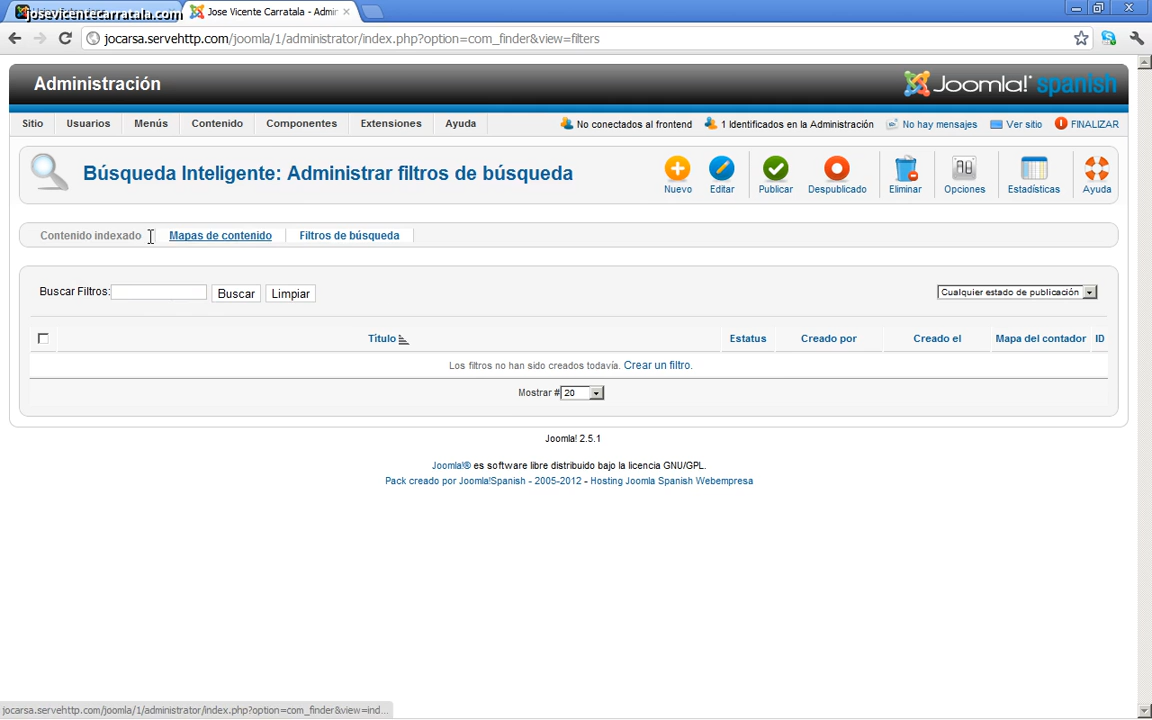 josevicentecarratala.com
Jose Vicente Carratala - Admir
jocarsa.servehttp.com/joomla/1/administrator/index.php?option=com_finder&view=filters
Administración
Joomla! spanish
Sitio Usuarios Menús Contenido Componentes Extensiones Ayuda
No conectados al frontend 1 Identificados en la Administración No hay mensajes Ver sitio FINALIZAR
Búsqueda Inteligente: Administrar filtros de búsqueda
Nuevo Editar Publicar Despublicado Eliminar Opciones Estadísticas Ayuda
Contenido indexado Mapas de contenido Filtros de búsqueda
Buscar Filtros: Buscar Limpiar Cualquier estado de publicación
Título Estatus Creado por Creado el Mapa del contador ID
Los filtros no han sido creados todavía. Crear un filtro.
Mostrar # 20
Joomla! 2.5.1
Joomla!® es software libre distribuido bajo la licencia GNU/GPL.
Pack creado por Joomla!Spanish - 2005-2012 - Hosting Joomla Spanish Webempresa
jocarsa.servehttp.com/joomla/1/administrator/index.php?option=com_finder&view=ind...